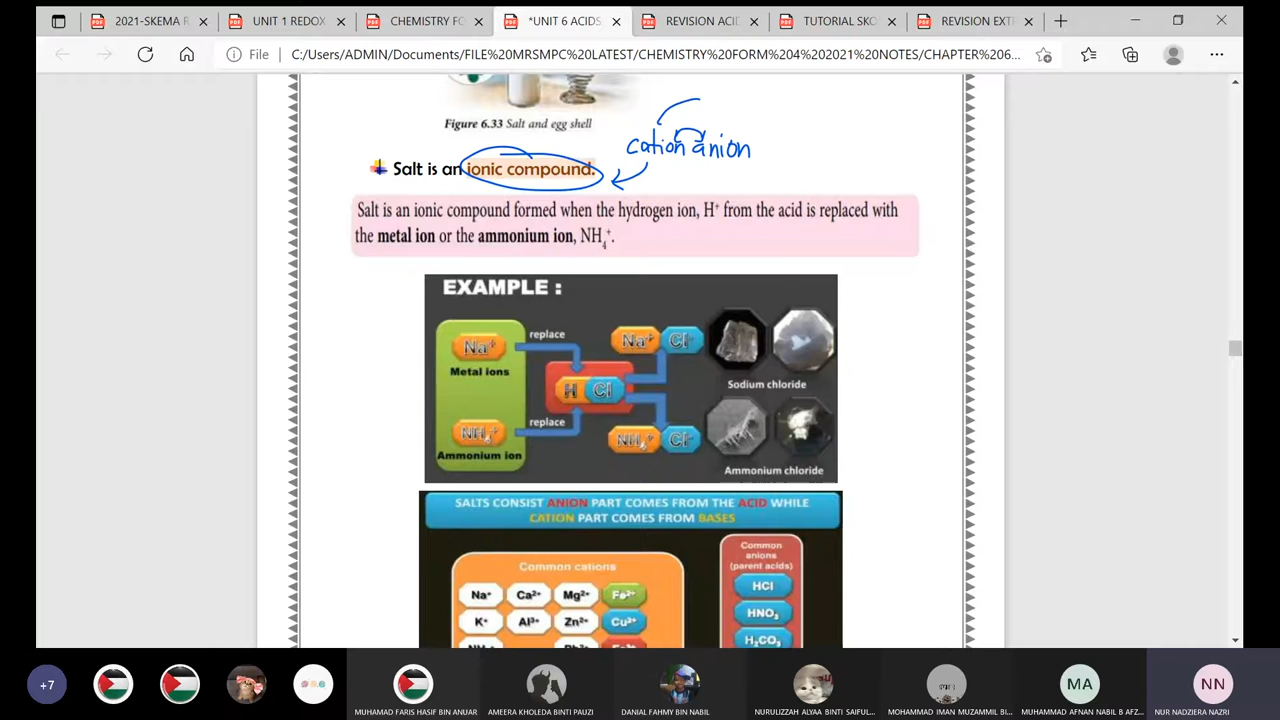 2021-SKEMA R
UNIT 1 REDOX
CHEMISTRY FO
*UNIT 6 ACIDS
REVISION ACID
TUTORIAL SKO
REVISION EXT
File
C:/Users/ADMIN/Documents/FILE%20MRSMPC%20LATEST/CHEMISTRY%20FORM%204%202021%20NOTES/CHAPTER%206...
Figure 6.33 Salt and egg shell
cation anion
Salt is an ionic compound.
Salt is an ionic compound formed when the hydrogen ion, H⁺ from the acid is replaced with
the metal ion or the ammonium ion, NH₄⁺.
EXAMPLE :
Na⁺
Metal ions
replace
H Cl
Na⁺ Cl⁻
Sodium chloride
NH₄⁺
Ammonium ion
replace
NH₄⁺ Cl⁻
Ammonium chloride
SALTS CONSIST ANION PART COMES FROM THE ACID WHILE
CATION PART COMES FROM BASES
Common cations
Na⁺ Ca²⁺ Mg²⁺ Fe²⁺
K⁺ Al³⁺ Zn²⁺ Cu²⁺
Common
anions
(parent acids)
HCl
HNO₃
H₂CO₃
+7
MUHAMAD FARIS HASIF BIN ANUAR
AMEERA KHOLEDA BINTI PAUZI
DANIAL FAHMY BIN NABIL
NURULIZZAH ALYAA BINTI SAIFUL...
MOHAMMAD IMAN MUZAMMIL BI...
MA
MUHAMMAD AFNAN NABIL B AFZ...
NN
NUR NADZIERA NAZRI